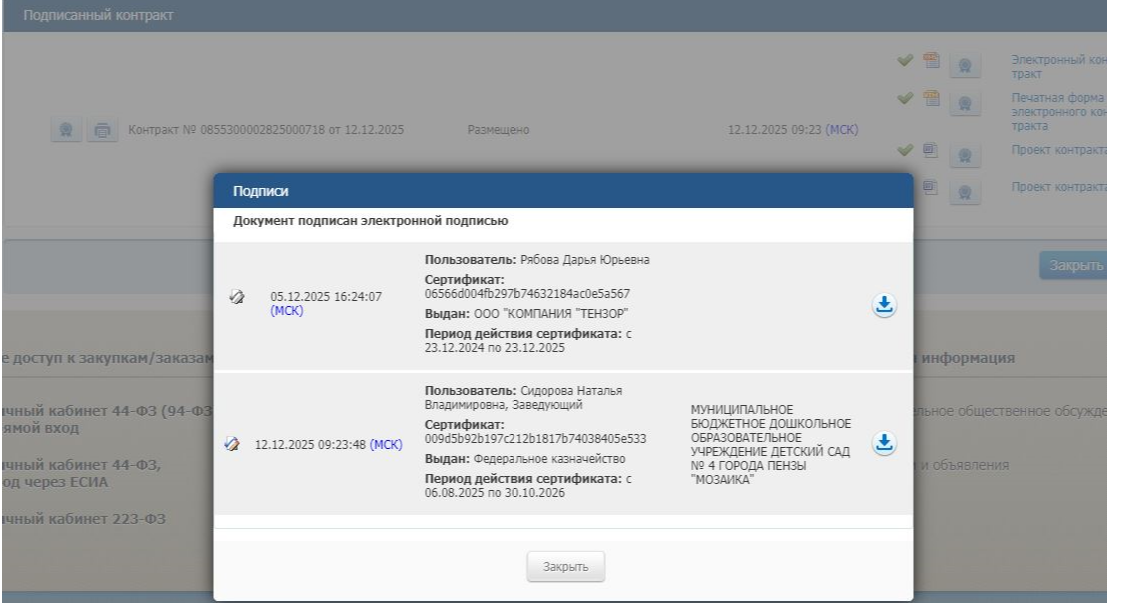 Подписанный контракт
Электронный кон
тракт
Печатная форма
электронного кон
тракта
Контракт № 0855300002825000718 от 12.12.2025 Размещено 12.12.2025 09:23 (МСК)
Проект контракта
Проект контракта
Подписи
Документ подписан электронной подписью
Закрыть
05.12.2025 16:24:07
(МСК)
Пользователь: Рябова Дарья Юрьевна
Сертификат:
06566d004fb297b74632184ac0e5a567
Выдан: ООО "КОМПАНИЯ "ТЕНЗОР"
Период действия сертификата: с
23.12.2024 по 23.12.2025
е доступ к закупкам/заказам
информация
12.12.2025 09:23:48 (МСК)
Пользователь: Сидорова Наталья
Владимировна, Заведующий
Сертификат:
009d5b92b197c212b1817b74038405e533
Выдан: Федеральное казначейство
Период действия сертификата: с
06.08.2025 по 30.10.2026
МУНИЦИПАЛЬНОЕ
БЮДЖЕТНОЕ ДОШКОЛЬНОЕ
ОБРАЗОВАТЕЛЬНОЕ
УЧРЕЖДЕНИЕ ДЕТСКИЙ САД
№ 4 ГОРОДА ПЕНЗЫ
"МОЗАИКА"
ичный кабинет 44-ФЗ (94-ФЗ
ямой вход
ичный кабинет 44-ФЗ,
од через ЕСИА
ичный кабинет 223-ФЗ
льное общественное обсужде
и и объявления
Закрыть